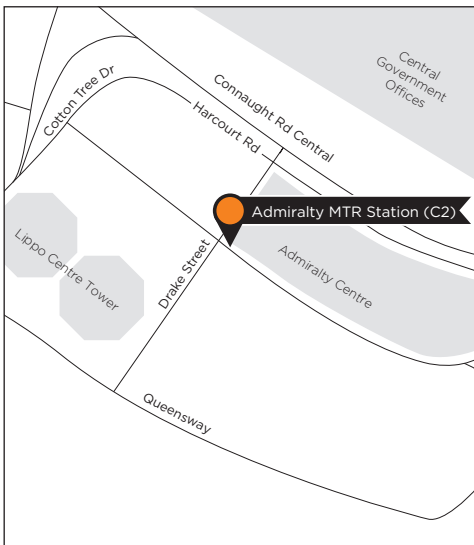 Central
Government
Offices
Cotton Tree Dr
Connaught Rd Central
Harcourt Rd
Admiralty MTR Station (C2)
Lippo Centre Tower
Drake Street
Admiralty Centre
Queensway